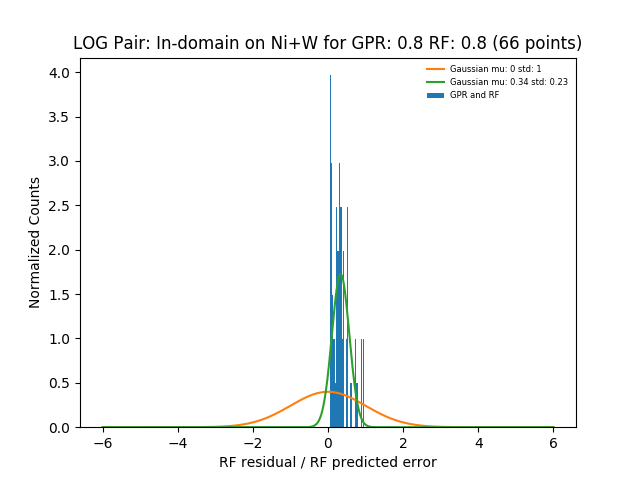 LOG Pair: In-domain on Ni+W for GPR: 0.8 RF: 0.8 (66 points)
Gaussian mu: 0 std: 1
Gaussian mu: 0.34 std: 0.23
GPR and RF
Normalized Counts
4.0
3.5
3.0
2.5
2.0
1.5
1.0
0.5
0.0
−6 −4 −2 0 2 4 6
RF residual / RF predicted error